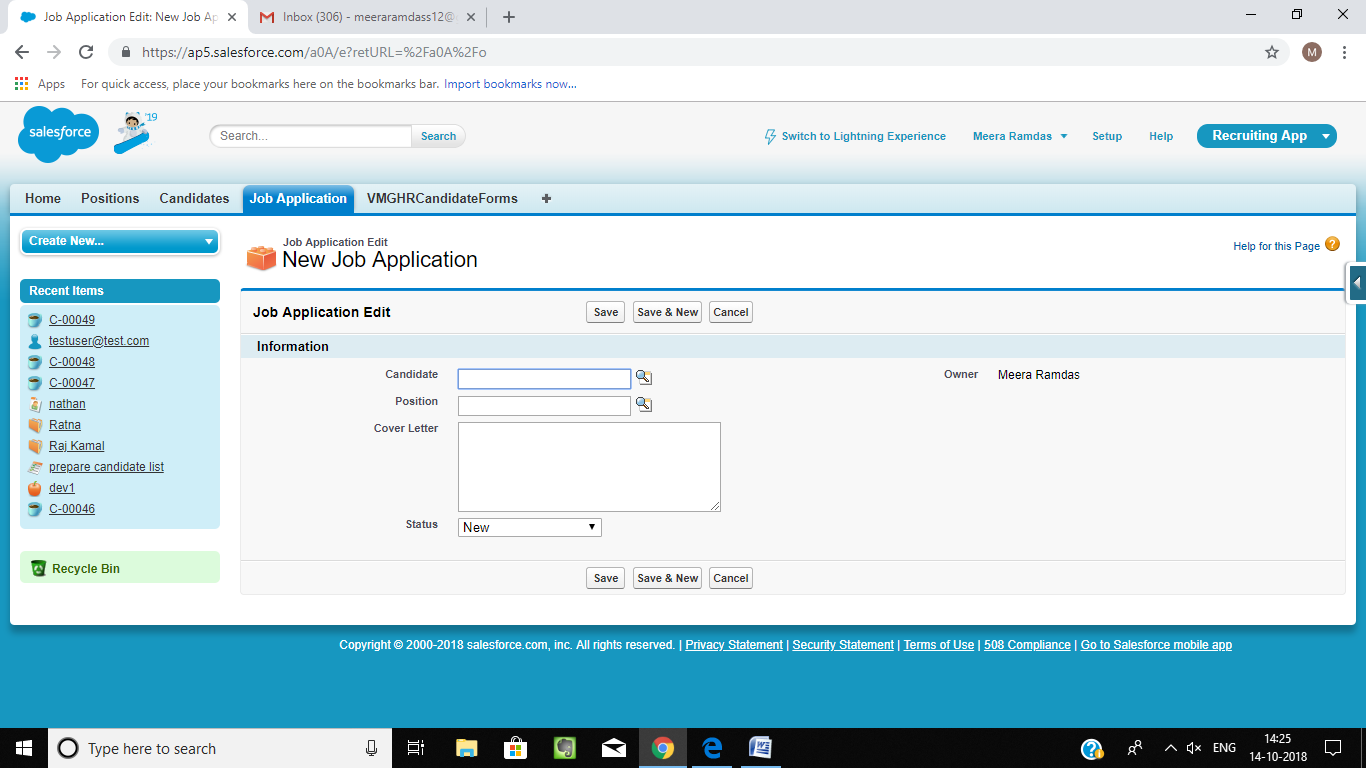 Job Application Edit: New Job Ap
Inbox (306) - meeraramdass12@
https://ap5.salesforce.com/a0A/e?retURL=%2Fa0A%2Fo
M
Apps For quick access, place your bookmarks here on the bookmarks bar. Import bookmarks now...
salesforce
'19
Search...
Search
Switch to Lightning Experience
Meera Ramdas
Setup
Help
Recruiting App
Home Positions Candidates Job Application VMGHRCandidateForms +
Create New...
Job Application Edit
New Job Application
Help for this Page ?
Recent Items
C-00049
testuser@test.com
C-00048
C-00047
nathan
Ratna
Raj Kamal
prepare candidate list
dev1
C-00046
Recycle Bin
Job Application Edit
Save Save & New Cancel
Information
Candidate
Owner Meera Ramdas
Position
Cover Letter
Status New
Save Save & New Cancel
Copyright © 2000-2018 salesforce.com, inc. All rights reserved. | Privacy Statement | Security Statement | Terms of Use | 508 Compliance | Go to Salesforce mobile app
Type here to search
ENG
14:25
14-10-2018